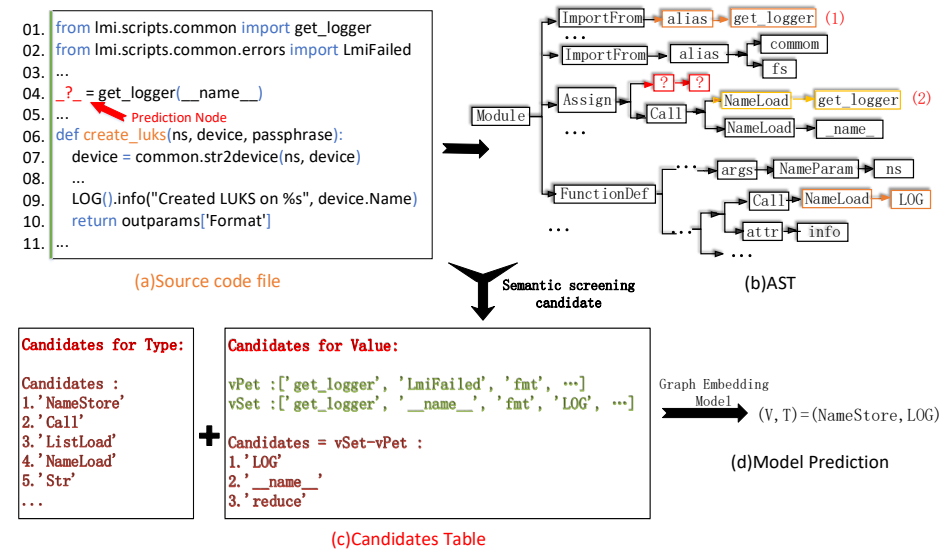 01. from lmi.scripts.common import get_logger
02. from lmi.scripts.common.errors import LmiFailed
03. ...
04. _?_ = get_logger(__name__)
05. ...
Prediction Node
06. def create_luks(ns, device, passphrase):
07. device = common.str2device(ns, device)
08. ...
09. LOG().info("Created LUKS on %s", device.Name)
10. return outparams['Format']
11. ...
(a)Source code file
ImportFrom alias get_logger (1)
...
ImportFrom alias commom
fs
Module
Assign ? ?
Call NameLoad get_logger (2)
NameLoad _name_
...
FunctionDef ... args NameParam ns
... ... Call NameLoad LOG
attr info
...
...
(b)AST
Semantic screening
candidate
Candidates for Type:
Candidates :
1.'NameStore'
2.'Call'
3.'ListLoad'
4.'NameLoad'
5.'Str'
...
Candidates for Value:
vPet :['get_logger', 'LmiFailed', 'fmt', …]
vSet :['get_logger', '__name__', 'fmt', 'LOG', …]
Candidates = vSet-vPet :
1.'LOG'
2.'__name__'
3.'reduce'
(c)Candidates Table
Graph Embedding
Model
(V,T)=(NameStore,LOG)
(d)Model Prediction